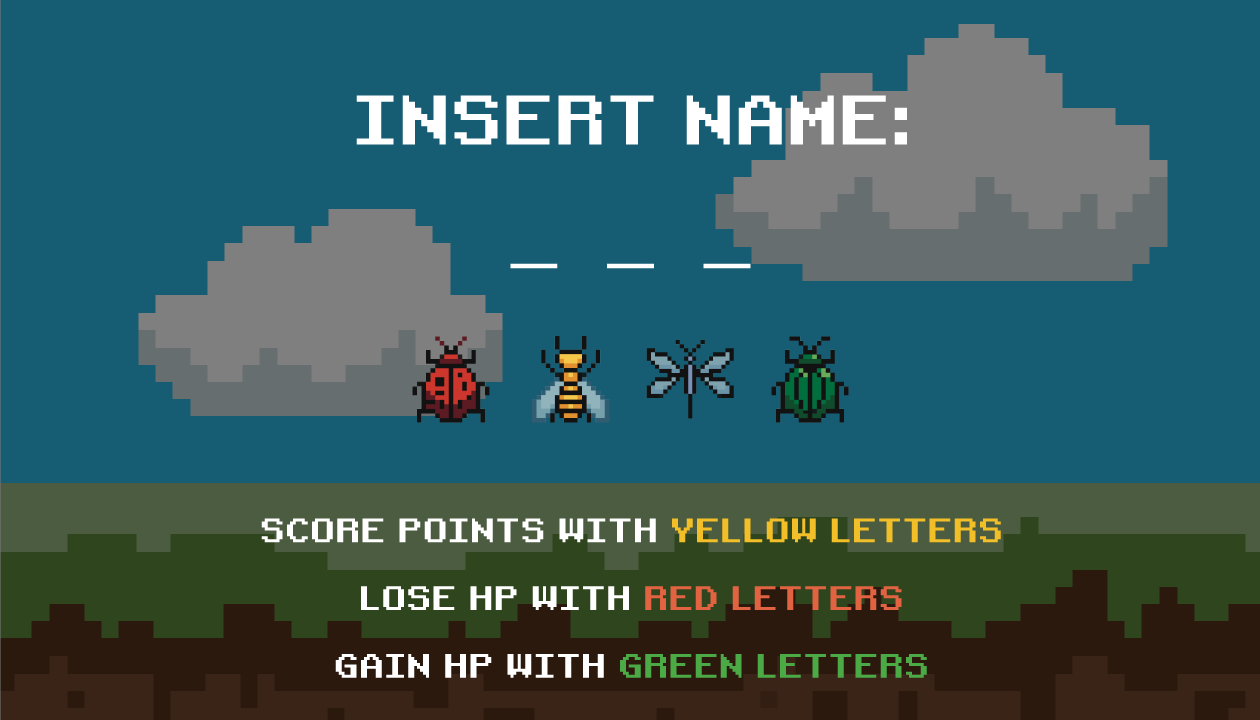 INSERT NAME:
_ _ _
SCORE POINTS WITH YELLOW LETTERS
LOSE HP WITH RED LETTERS
GAIN HP WITH GREEN LETTERS